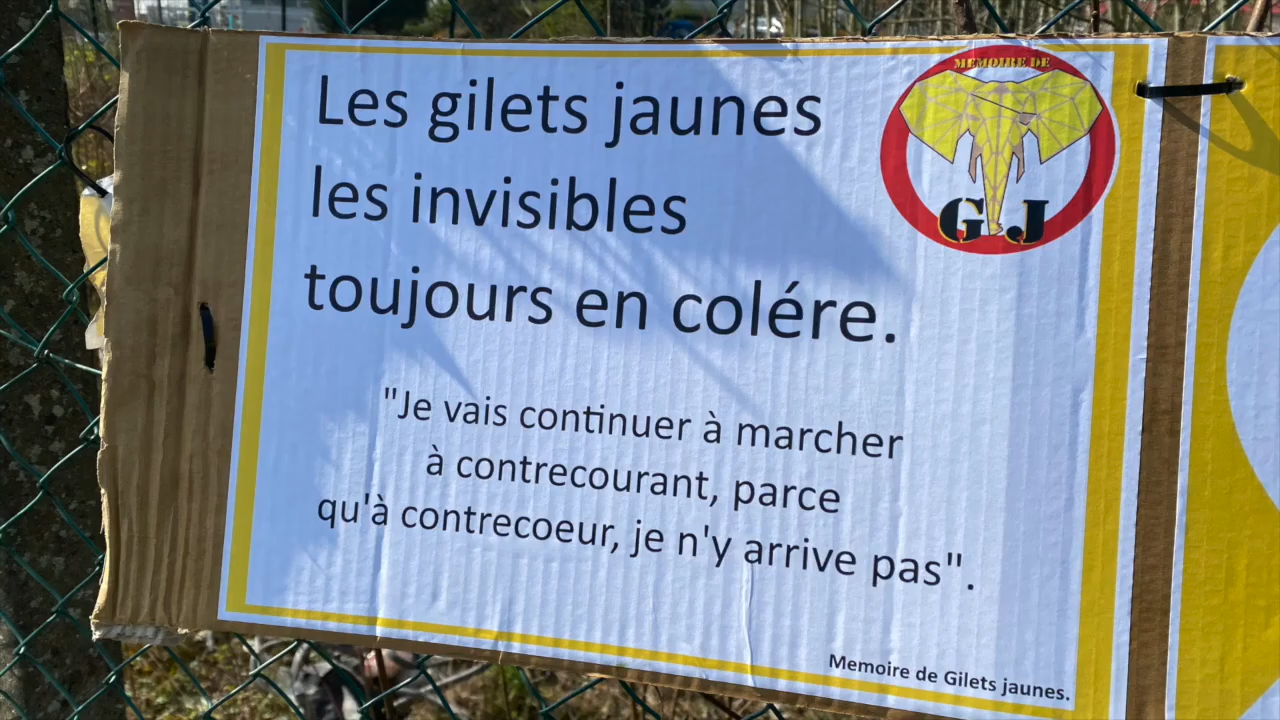 Les gilets jaunes
MEMOIRE DE
GJ
les invisibles
toujours en colére.
"Je vais continuer à marcher
à contrecourant, parce
qu'à contrecoeur, je n'y arrive pas".
Memoire de Gilets jaunes.